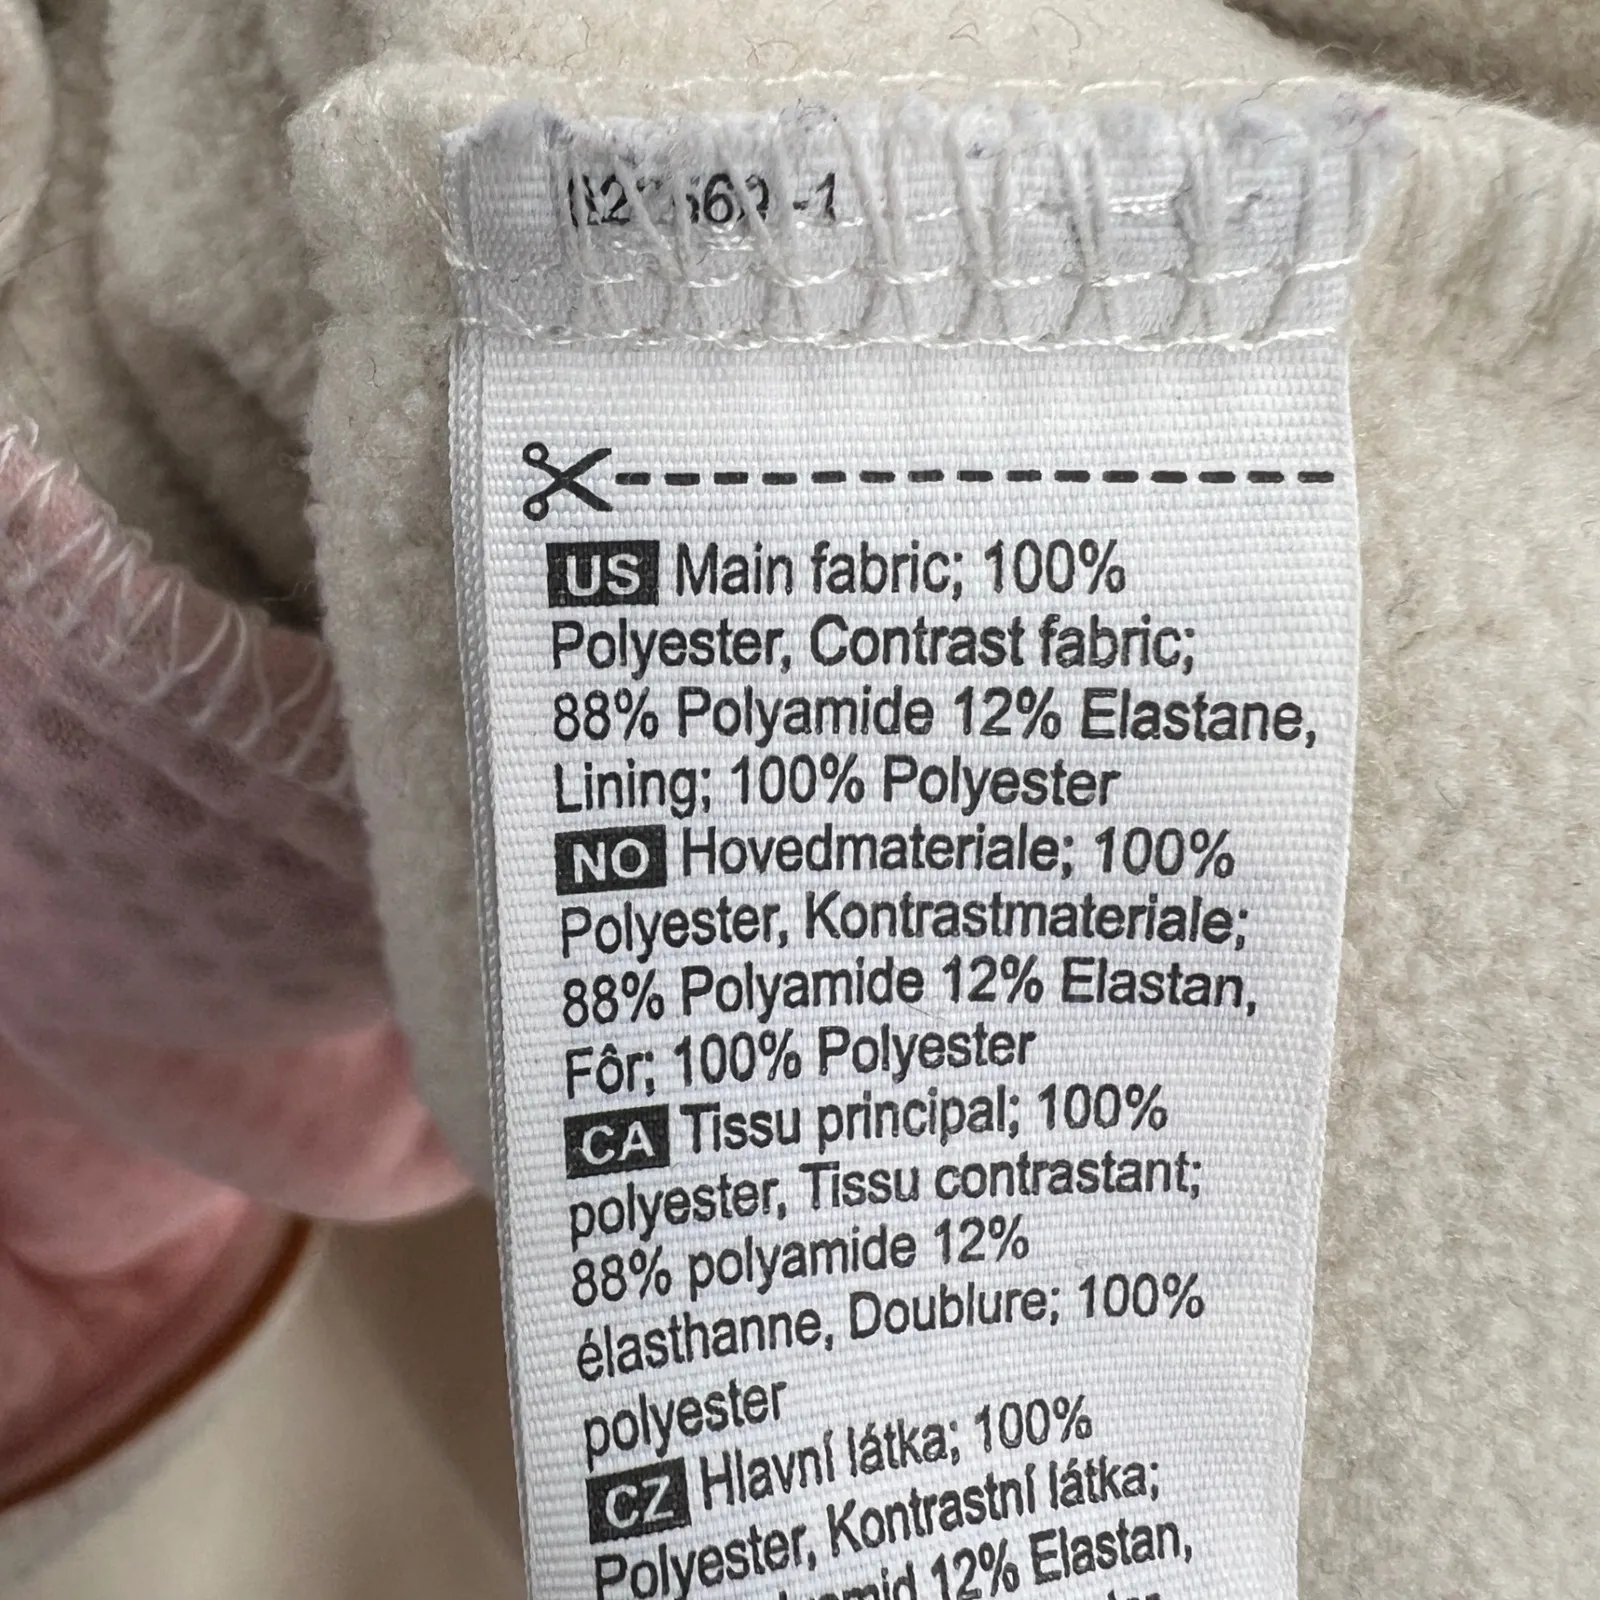 US Main fabric; 100%
Polyester, Contrast fabric;
88% Polyamide 12% Elastane,
Lining; 100% Polyester
NO Hovedmateriale; 100%
Polyester, Kontrastmateriale;
88% Polyamide 12% Elastan,
Fôr; 100% Polyester
CA Tissu principal; 100%
polyester, Tissu contrastant;
88% polyamide 12%
élasthanne, Doublure; 100%
polyester
CZ Hlavní látka; 100%
Polyester, Kontrastní látka;
12% Elastan,